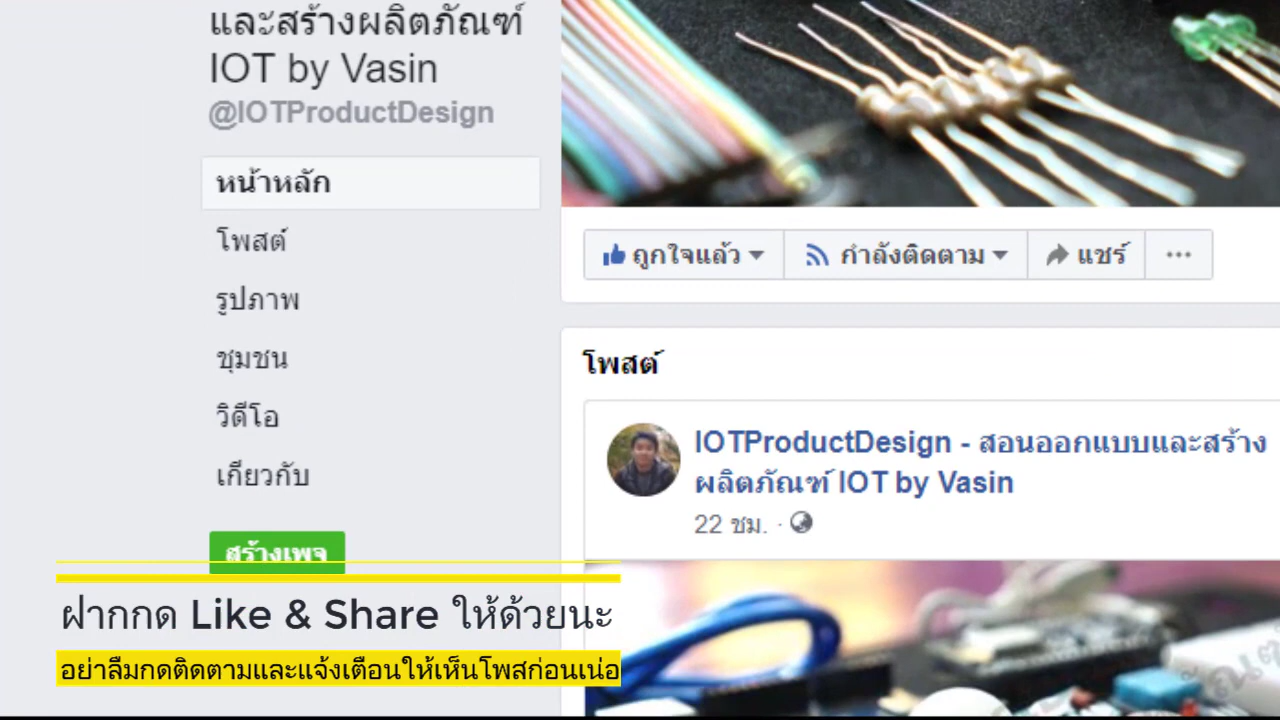 และสร้างผลิตภัณฑ์
IOT by Vasin
@IOTProductDesign
หน้าหลัก
โพสต์
รูปภาพ
ชุมชน
วิดีโอ
เกี่ยวกับ
สร้างเพจ
ถูกใจแล้ว
กำลังติดตาม
แชร์
โพสต์
IOTProductDesign - สอนออกแบบและสร้าง
ผลิตภัณฑ์ IOT by Vasin
22 ชม.
ฝากกด Like & Share ให้ด้วยนะ
อย่าลืมกดติดตามและแจ้งเตือนให้เห็นโพสก่อนเน่อ